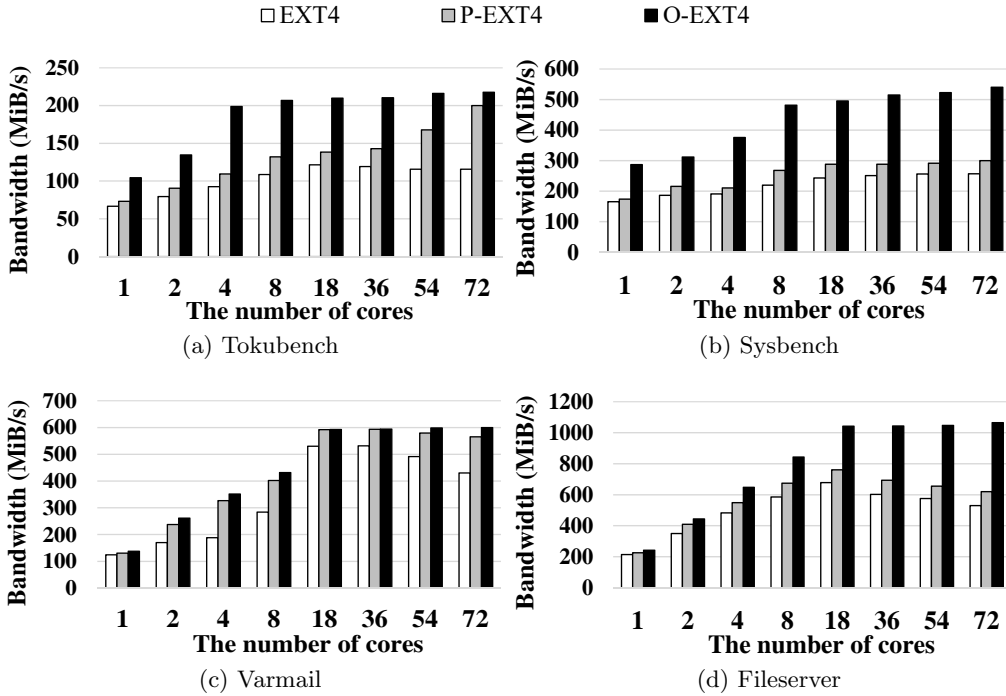 EXT4 P-EXT4 O-EXT4
Bandwidth (MiB/s)
250
200
150
100
50
0
1 2 4 8 18 36 54 72
The number of cores
(a) Tokubench
Bandwidth (MiB/s)
600
500
400
300
200
100
0
1 2 4 8 18 36 54 72
The number of cores
(b) Sysbench
Bandwidth (MiB/s)
700
600
500
400
300
200
100
0
1 2 4 8 18 36 54 72
The number of cores
(c) Varmail
Bandwidth (MiB/s)
1200
1000
800
600
400
200
0
1 2 4 8 18 36 54 72
The number of cores
(d) Fileserver